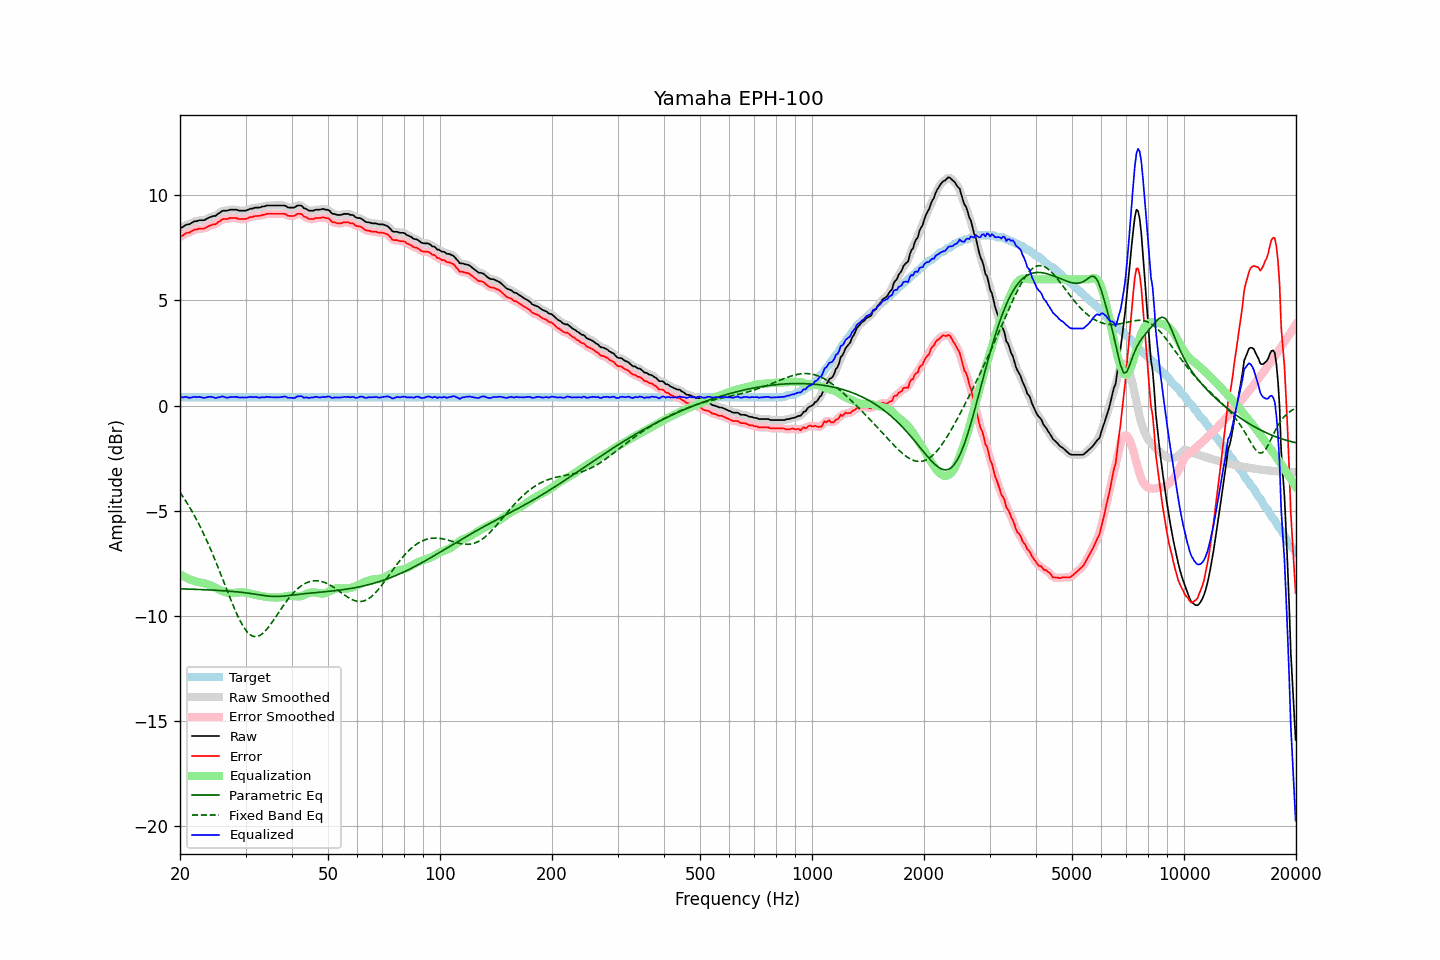 Yamaha EPH-100
Amplitude (dBr)
10
5
0
−5
−10
−15
−20
Target
Raw Smoothed
Error Smoothed
Raw
Error
Equalization
Parametric Eq
Fixed Band Eq
Equalized
20 50 100 200 500 1000 2000 5000 10000 20000
Frequency (Hz)